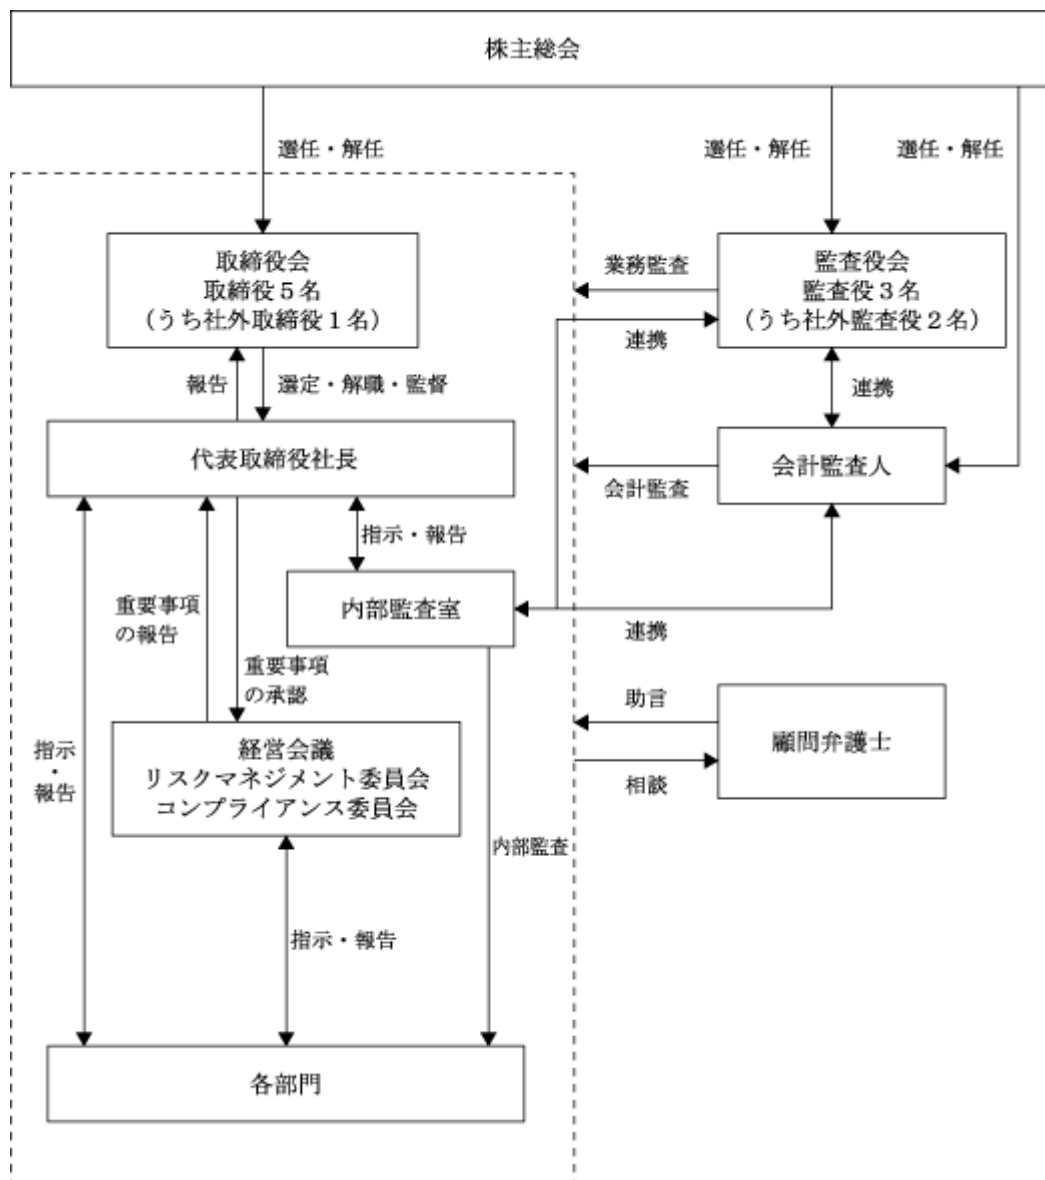 株主総会
選任・解任
選任・解任
選任・解任
取締役会
取締役５名
（うち社外取締役１名）
業務監査
監査役会
監査役３名
（うち社外監査役２名）
連携
報告
選定・解職・監督
連携
代表取締役社長
会計監査人
会計監査
指示・報告
内部監査室
重要事項
の報告
連携
重要事項
の承認
助言
顧問弁護士
相談
経営会議
リスクマネジメント委員会
コンプライアンス委員会
指示
・
報告
内部監査
指示・報告
各部門